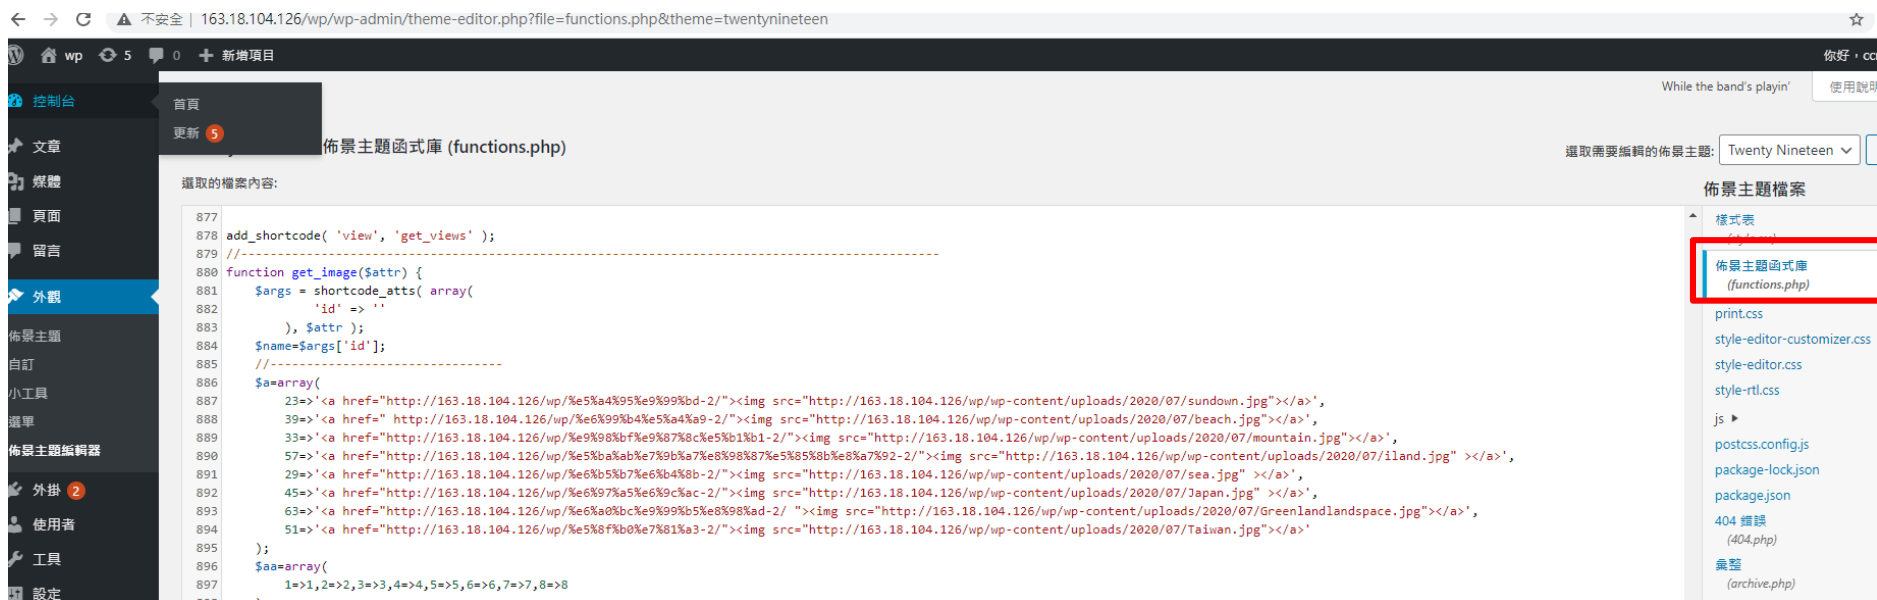 不安全 | 163.18.104.126/wp/wp-admin/theme-editor.php?file=functions.php&theme=twentynineteen
wp 5 0 新增項目
你好，cc
控制台
首頁
更新 5
While the band's playin'
使用說明
文章
佈景主題函式庫 (functions.php)
選取需要編輯的佈景主題: Twenty Nineteen
媒體
選取的檔案內容:
佈景主題檔案
頁面
留言
外觀
佈景主題
自訂
小工具
選單
佈景主題編輯器
外掛 2
使用者
工具
設定
877
878 add_shortcode( 'view', 'get_views' );
879 //-------------------------------------------------------------------------------------------------
880 function get_image($attr) {
881 $args = shortcode_atts( array(
882 'id' => ''
883 ), $attr );
884 $name=$args['id'];
885 //--------------------------------
886 $a=array(
887 23=>'<a href="http://163.18.104.126/wp/%e5%a4%95%e9%99%bd-2/"><img src="http://163.18.104.126/wp/wp-content/uploads/2020/07/sundown.jpg"></a>',
888 39=>'<a href=" http://163.18.104.126/wp/%e6%99%b4%e5%a4%a9-2/"><img src="http://163.18.104.126/wp/wp-content/uploads/2020/07/beach.jpg"></a>',
889 33=>'<a href="http://163.18.104.126/wp/%e9%98%bf%e9%87%8c%e5%b1%b1-2/"><img src="http://163.18.104.126/wp/wp-content/uploads/2020/07/mountain.jpg"></a>',
890 57=>'<a href="http://163.18.104.126/wp/%e5%ba%ab%e7%9b%a7%e8%98%87%e5%85%8b%e8%a7%92-2/"><img src="http://163.18.104.126/wp/wp-content/uploads/2020/07/iland.jpg" ></a>',
891 29=>'<a href="http://163.18.104.126/wp/%e6%b5%b7%e6%b4%8b-2/"><img src="http://163.18.104.126/wp/wp-content/uploads/2020/07/sea.jpg" ></a>',
892 45=>'<a href="http://163.18.104.126/wp/%e6%97%a5%e6%9c%ac-2/"><img src="http://163.18.104.126/wp/wp-content/uploads/2020/07/Japan.jpg" ></a>',
893 63=>'<a href="http://163.18.104.126/wp/%e6%a0%bc%e9%99%b5%e8%98%ad-2/ "><img src="http://163.18.104.126/wp/wp-content/uploads/2020/07/Greenlandlandspace.jpg"></a>',
894 51=>'<a href="http://163.18.104.126/wp/%e5%8f%b0%e7%81%a3-2/"><img src="http://163.18.104.126/wp/wp-content/uploads/2020/07/Taiwan.jpg"></a>'
895 );
896 $aa=array(
897 1=>1,2=>2,3=>3,4=>4,5=>5,6=>6,7=>7,8=>8
樣式表
(style.css)
佈景主題函式庫
(functions.php)
print.css
style-editor-customizer.css
style-editor.css
style-rtl.css
js
postcss.config.js
package-lock.json
package.json
404 錯誤
(404.php)
彙整
(archive.php)